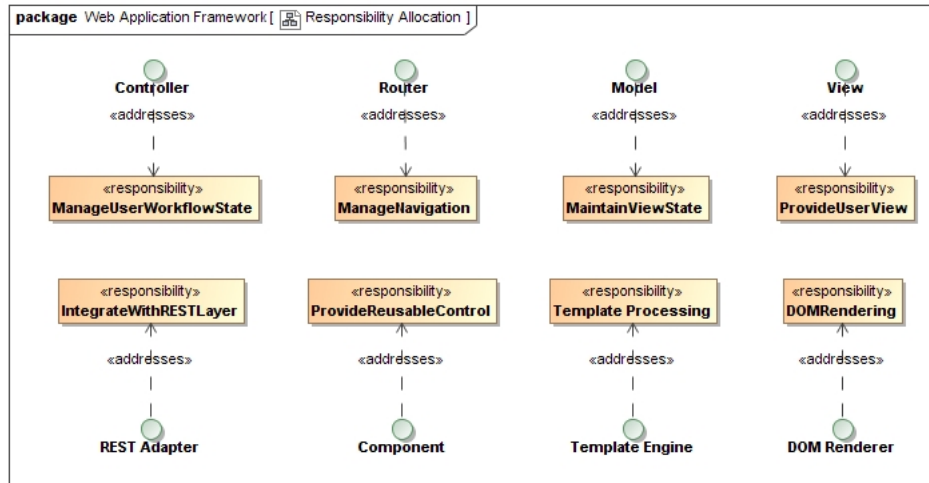 package Web Application Framework [ Responsibility Allocation ]
Controller Router Model View
«addresses» «addresses» «addresses» «addresses»
«responsibility» «responsibility» «responsibility» «responsibility»
ManageUserWorkflowState ManageNavigation MaintainViewState ProvideUserView
«responsibility» «responsibility» «responsibility» «responsibility»
IntegrateWithRESTLayer ProvideReusableControl Template Processing DOMRendering
«addresses» «addresses» «addresses» «addresses»
REST Adapter Component Template Engine DOM Renderer